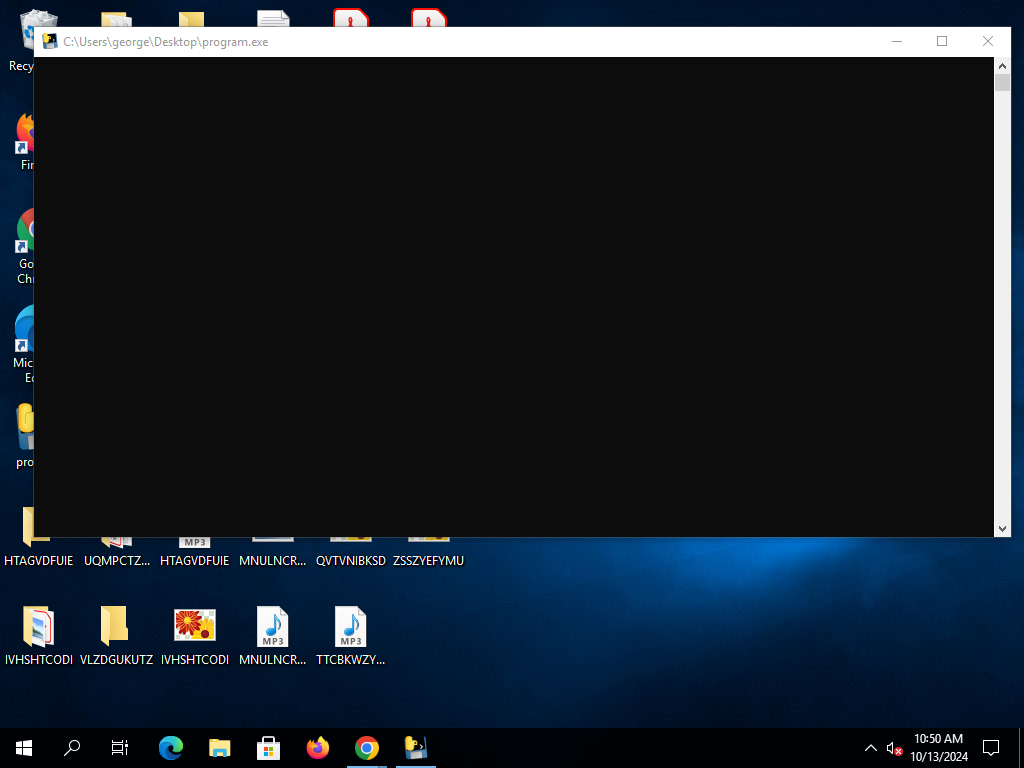 C:\Users\george\Desktop\program.exe
Recy
Fir
Go
Chr
Mic
Ed
pro
HTAGVDFUIE
UQMPCTZ...
HTAGVDFUIE
MNULNCR...
QVTVNIBKSD
ZSSZYEFYMU
MP3
IVHSHTCODI
VLZDGUKUTZ
IVHSHTCODI
MNULNCR...
TTCBKWZY...
MP3
MP3
10:50 AM
10/13/2024